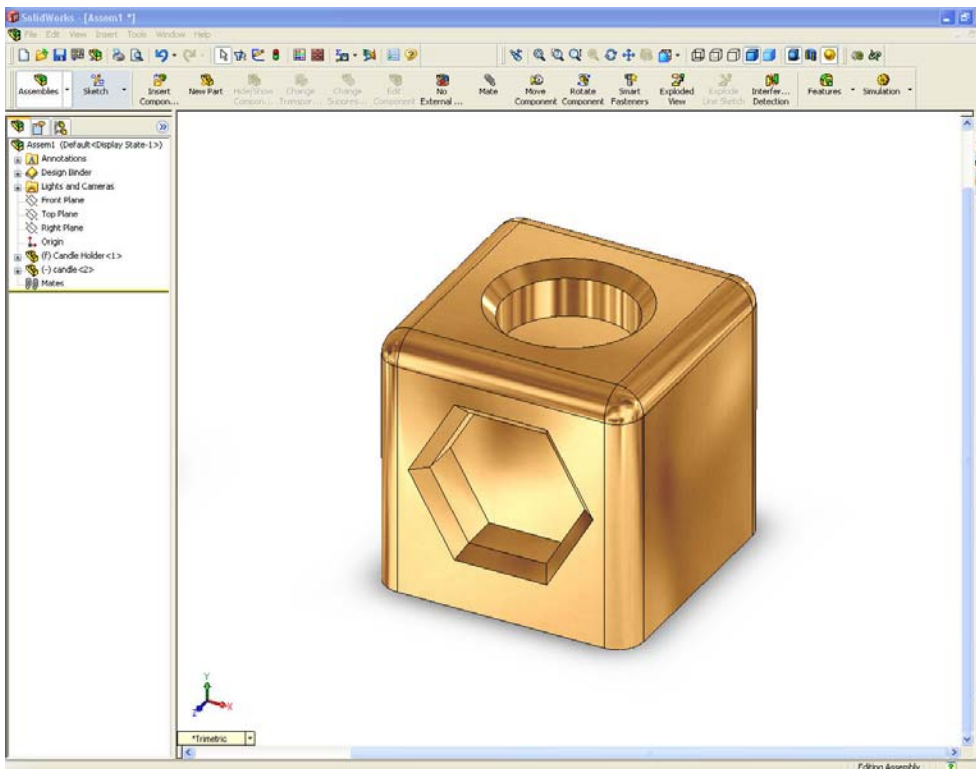 SolidWorks - [Assem1 *]
File Edit View Insert Tools Window Help
Assemblies
Sketch
Insert Compon...
New Part
Hide/Show Compon...
Change Transpar...
Change Suppres...
Edit Component
No External ...
Mate
Move Component
Rotate Component
Smart Fasteners
Exploded View
Explode Line Sketch
Interfer... Detection
Features
Simulation
Assem1 (Default<Display State-1>)
Annotations
Design Binder
Lights and Cameras
Front Plane
Top Plane
Right Plane
Origin
(f) Candle Holder<1>
(-) candle<2>
Mates
Y
X
Z
*Trimetric
Editing Assembly